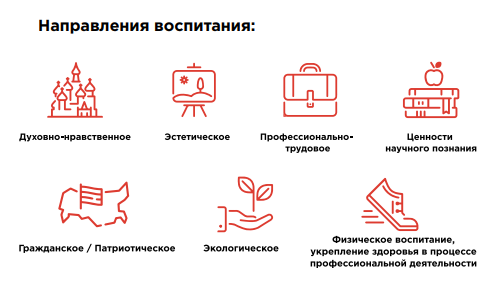 Направления воспитания:
Духовно-нравственное
Эстетическое
Профессионально-
трудовое
Ценности
научного познания
Гражданское / Патриотическое
Экологическое
Физическое воспитание,
укрепление здоровья в процессе
профессиональной деятельности